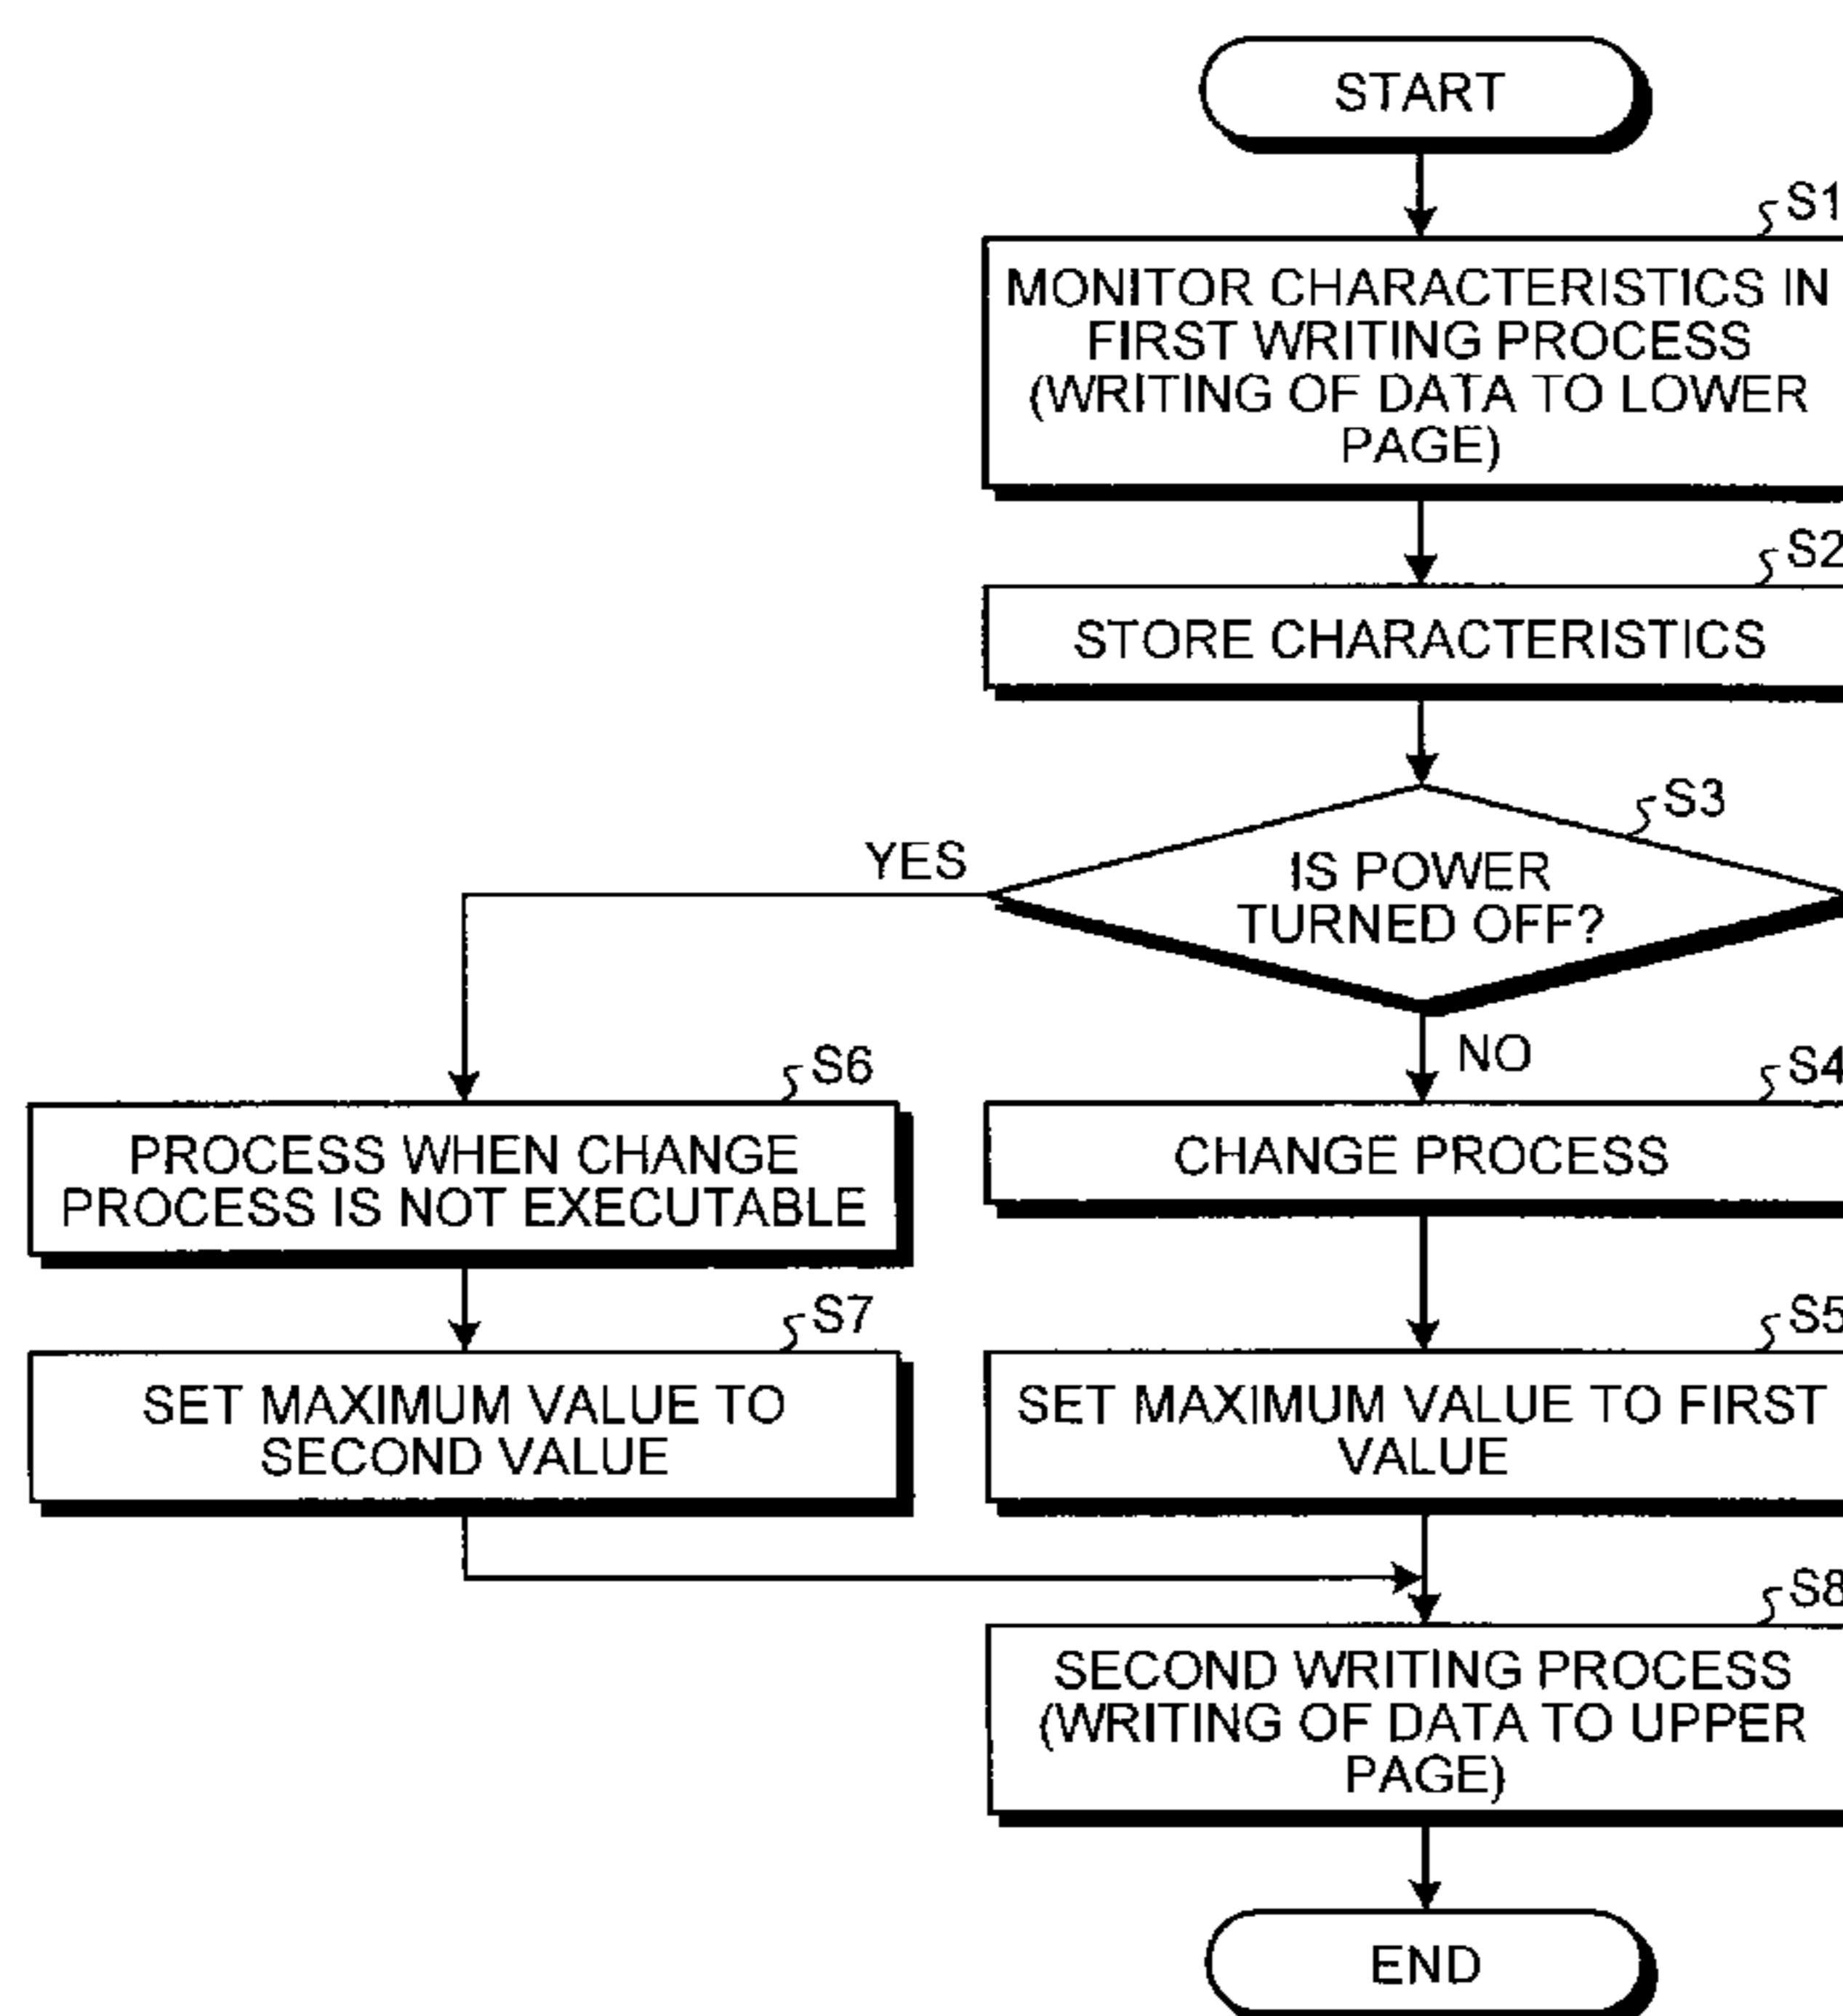 START
S1
MONITOR CHARACTERISTICS IN
FIRST WRITING PROCESS
(WRITING OF DATA TO LOWER
PAGE)
S2
STORE CHARACTERISTICS
S3
IS POWER
TURNED OFF?
YES
NO
S6
PROCESS WHEN CHANGE
PROCESS IS NOT EXECUTABLE
S4
CHANGE PROCESS
S7
SET MAXIMUM VALUE TO
SECOND VALUE
S5
SET MAXIMUM VALUE TO FIRST
VALUE
S8
SECOND WRITING PROCESS
(WRITING OF DATA TO UPPER
PAGE)
END